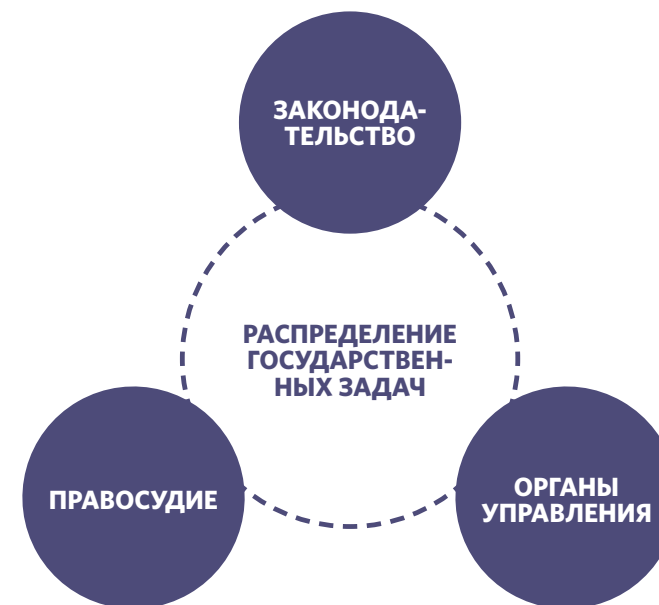 ЗАКОНОДА-
ТЕЛЬСТВО
РАСПРЕДЕЛЕНИЕ
ГОСУДАРСТВЕН-
НЫХ ЗАДАЧ
ПРАВОСУДИЕ
ОРГАНЫ
УПРАВЛЕНИЯ